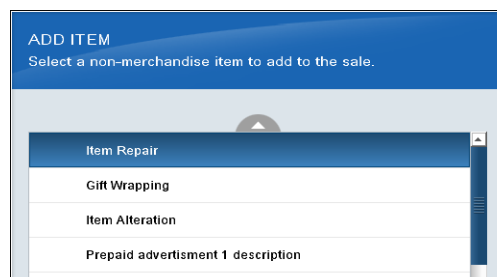 ADD ITEM
Select a non-merchandise item to add to the sale.
Item Repair
Gift Wrapping
Item Alteration
Prepaid advertisment 1 description